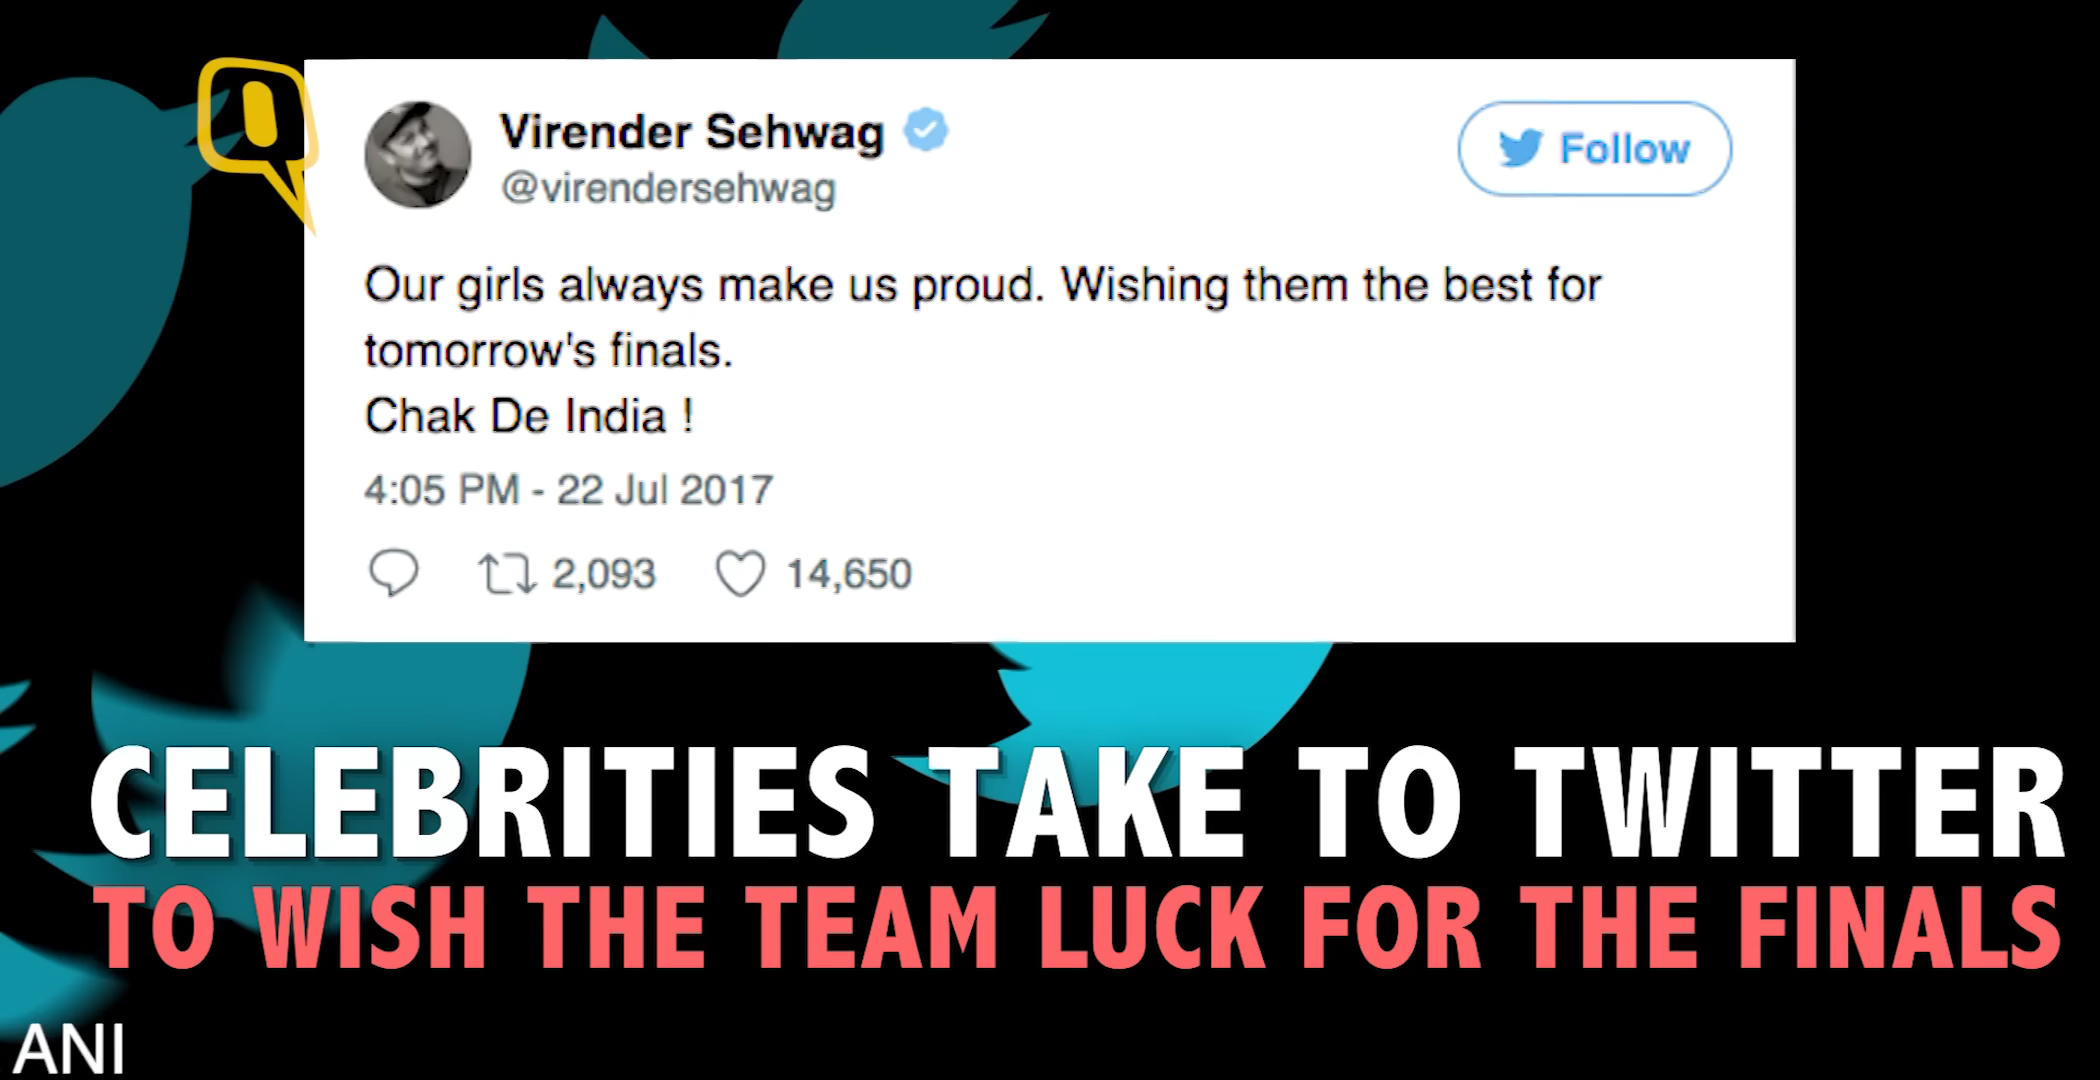 Virender Sehwag
@virendersehwag
Follow
Our girls always make us proud. Wishing them the best for
tomorrow's finals.
Chak De India !
4:05 PM - 22 Jul 2017
2,093 14,650
CELEBRITIES TAKE TO TWITTER
TO WISH THE TEAM LUCK FOR THE FINALS
ANI